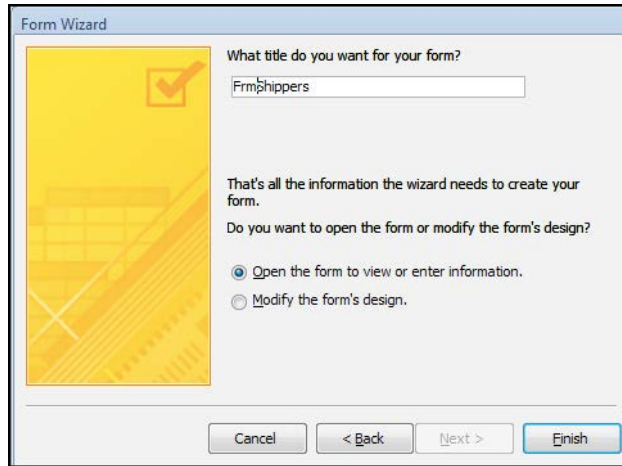 Form Wizard
What title do you want for your form?
FrmShippers
That's all the information the wizard needs to create your
form.
Do you want to open the form or modify the form's design?
Open the form to view or enter information.
Modify the form's design.
Cancel
< Back
Next >
Finish